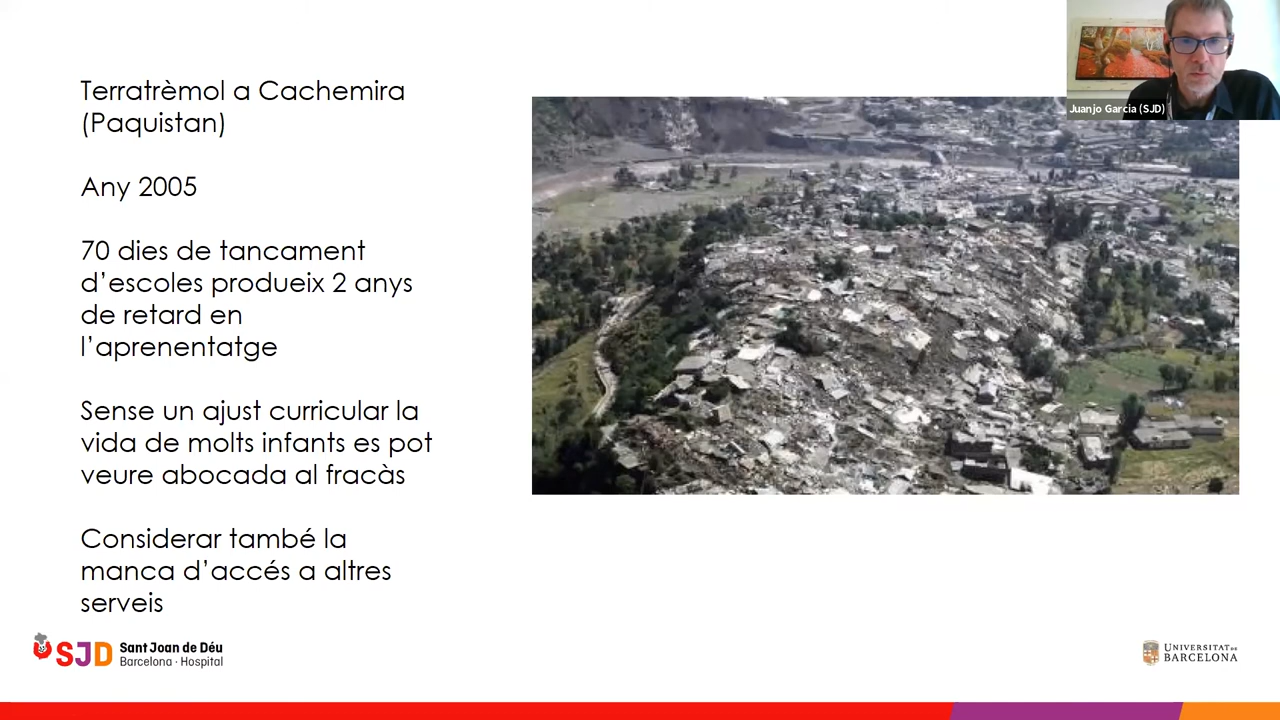 Terratrèmol a Cachemira
(Paquistan)
Any 2005
70 dies de tancament
d’escoles produeix 2 anys
de retard en
l’aprenentatge
Sense un ajust curricular la
vida de molts infants es pot
veure abocada al fracàs
Considerar també la
manca d’accés a altres
serveis
Juanjo Garcia (SJD)
SJD
Sant Joan de Déu
Barcelona · Hospital
UNIVERSITAT DE
BARCELONA